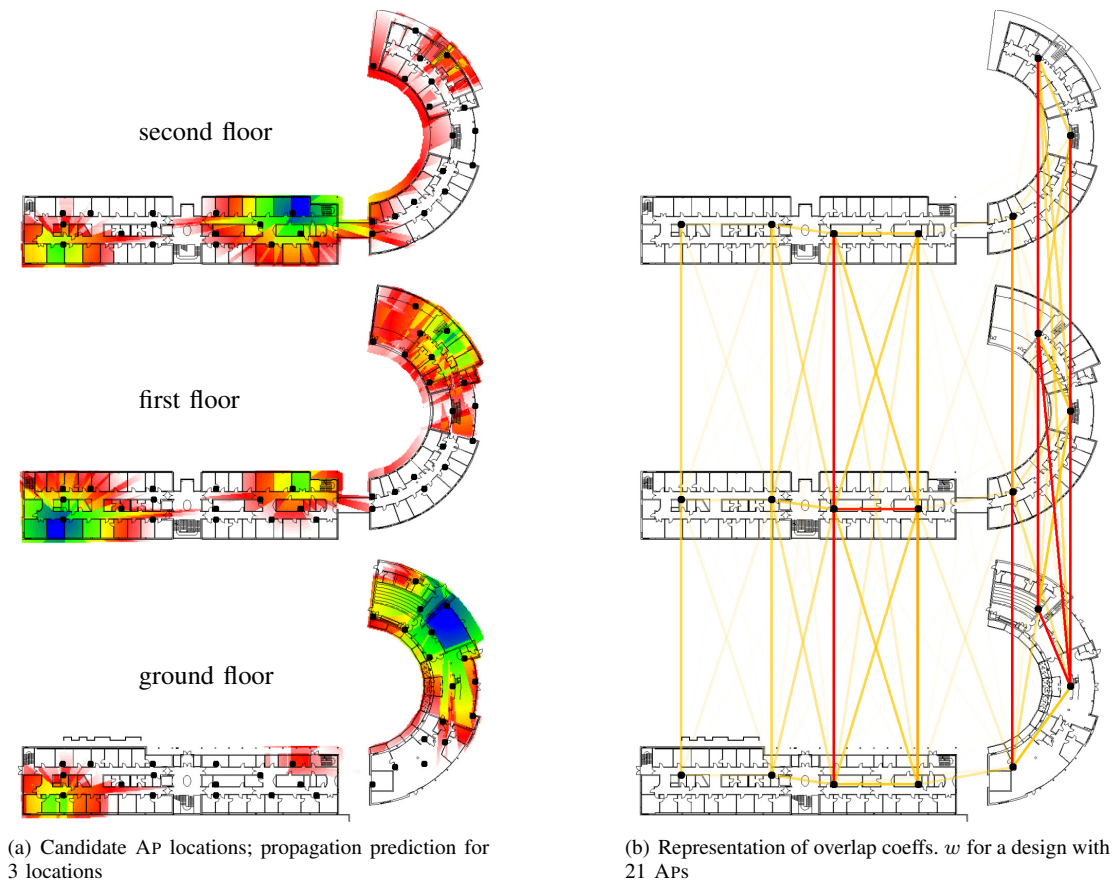 second floor
first floor
ground floor
(a) Candidate AP locations; propagation prediction for
3 locations
(b) Representation of overlap coeffs. w for a design with
21 APs